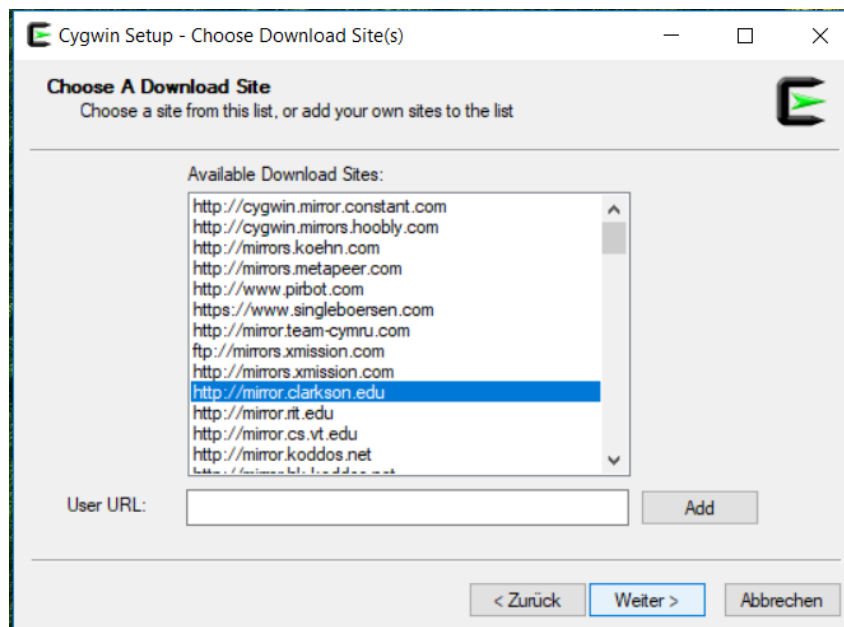 Cygwin Setup - Choose Download Site(s)
Choose A Download Site
Choose a site from this list, or add your own sites to the list
Available Download Sites:
http://cygwin.mirror.constant.com
http://cygwin.mirrors.hoobly.com
http://mirrors.koehn.com
http://mirrors.metapeer.com
http://www.pirbot.com
https://www.singleboersen.com
http://mirror.team-cymru.com
ftp://mirrors.xmission.com
http://mirrors.xmission.com
http://mirror.clarkson.edu
http://mirror.rit.edu
http://mirror.cs.vt.edu
http://mirror.koddos.net
User URL:
Add
< Zurück
Weiter >
Abbrechen